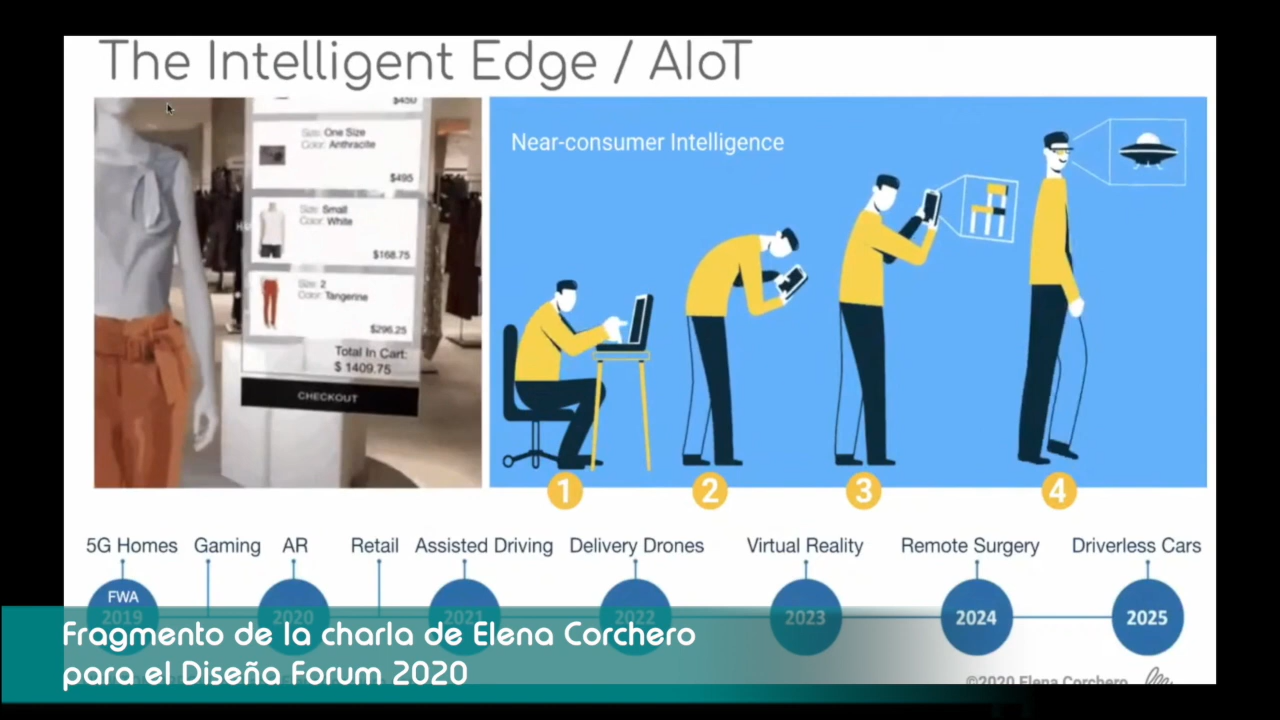 The Intelligent Edge / AIoT
$450
Size: One Size
Color: Anthracite
$495
Size: Small
Color: White
$168.75
Size: 2
Color: Tangerine
$296.25
Total In Cart:
$ 1409.75
CHECKOUT
Near-consumer Intelligence
1 2 3 4
5G Homes Gaming AR Retail Assisted Driving Delivery Drones Virtual Reality Remote Surgery Driverless Cars
FWA
2019 2020 2021 2022 2023 2024 2025
Fragmento de la charla de Elena Corchero
para el Diseña Forum 2020
©2020 Elena Corchero